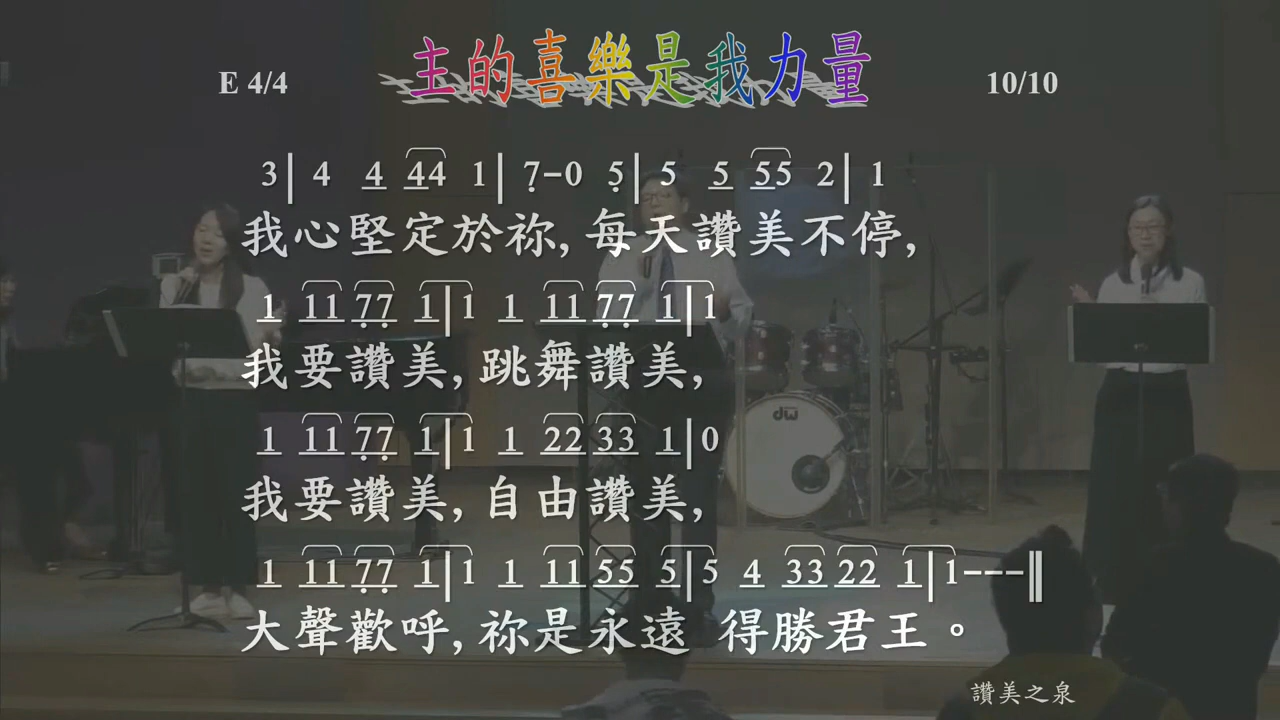 主的喜樂是我力量
E 4/4
10/10
3| 4 4 44 1| 7-0 5| 5 5 55 2| 1
我心堅定於祢, 每天讚美不停,
1 11 77 1|1 1 11 77 1|1
我要讚美, 跳舞讚美,
1 11 77 1|1 1 22 33 1|0
我要讚美, 自由讚美,
1 11 77 1|1 1 11 55 5|5 4 33 22 1|1---‖
大聲歡呼, 祢是永遠 得勝君王。
dw
讚美之泉